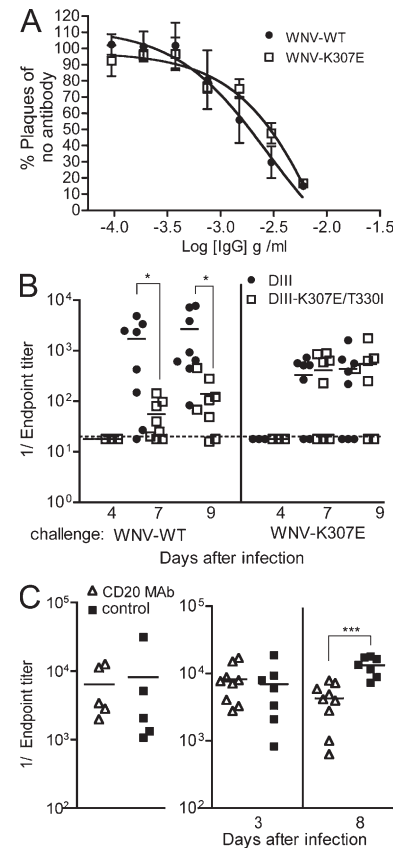 A
120
110
100
90
80
70
60
50
40
30
20
10
0
% Plaques of
no antibody
WNV-WT
WNV-K307E
-4.0 -3.5 -3.0 -2.5 -2.0 -1.5
Log [IgG] g /ml
B
DIII
DIII-K307E/T330I
* *
10⁴
10³
10²
10¹
10⁰
1/ Endpoint titer
4 7 9 4 7 9
challenge: WNV-WT WNV-K307E
Days after infection
C
CD20 MAb
control
10⁵ 10⁵
10⁴ 10⁴
10³ 10³
10² 10²
1/ Endpoint titer
***
3 8
Days after infection